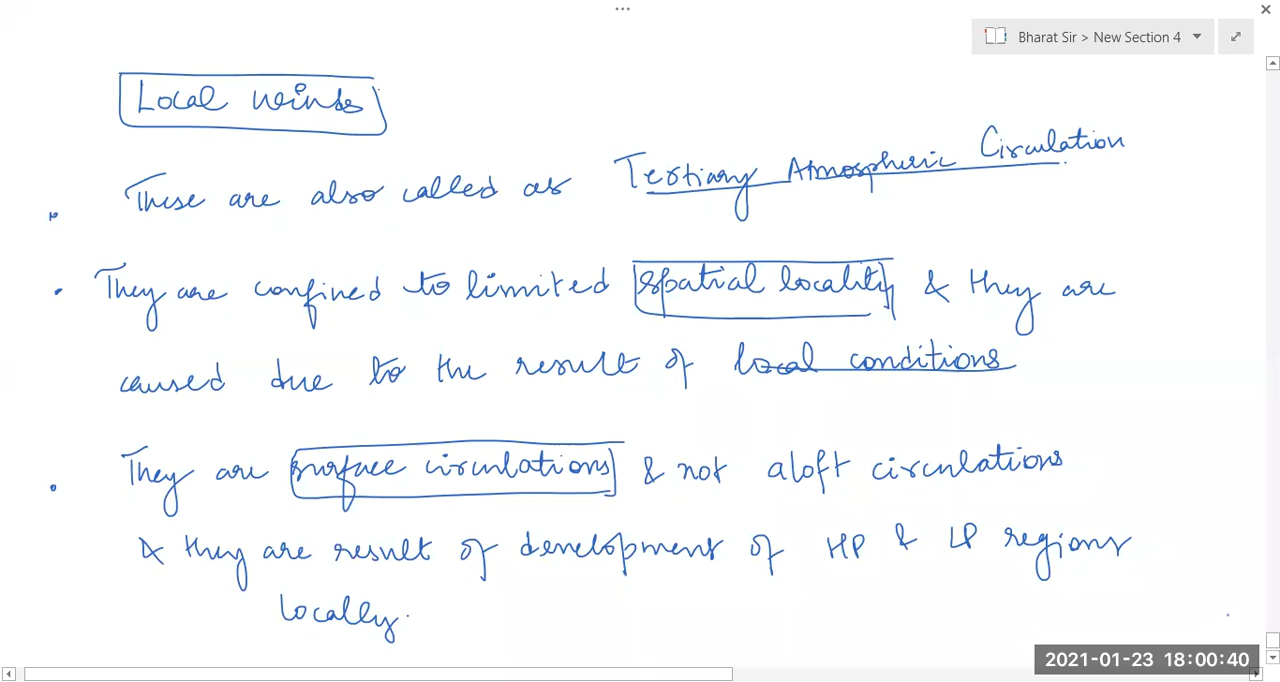 Bharat Sir > New Section 4
Local winds
These are also called as Tertiary Atmospheric Circulation
They are confined to limited spatial locality & they are
caused due to the result of local conditions
They are surface circulations & not aloft circulations
& they are result of development of HP & LP regions
locally.
2021-01-23 18:00:40